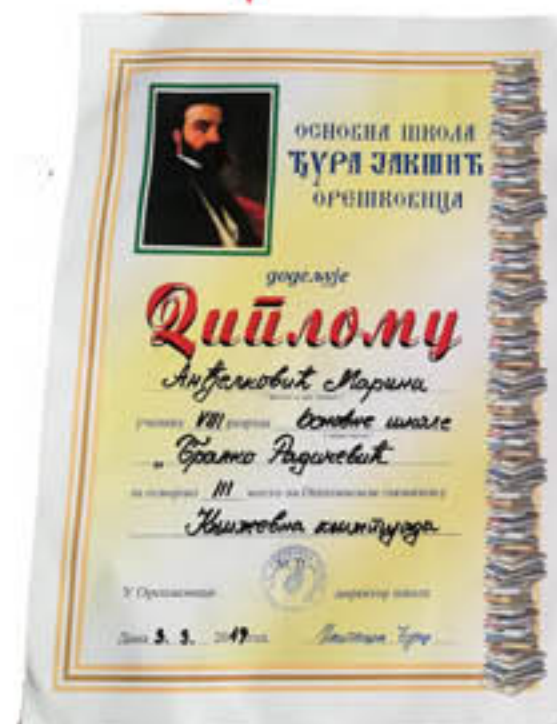 ОСНОВНА ШКОЛА
ЂУРА ЈАКШИЋ
ОРЕШКОВИЦА
додељује
Диплому
Анђелковић Марина
ученику VIII разреда Основне школе
„Бранко Радичевић
за освојено III место на Општинском такмичењу
Књижевна олимпијада
У Орешковици директор школе
Дана 3. 3. 2019 год.